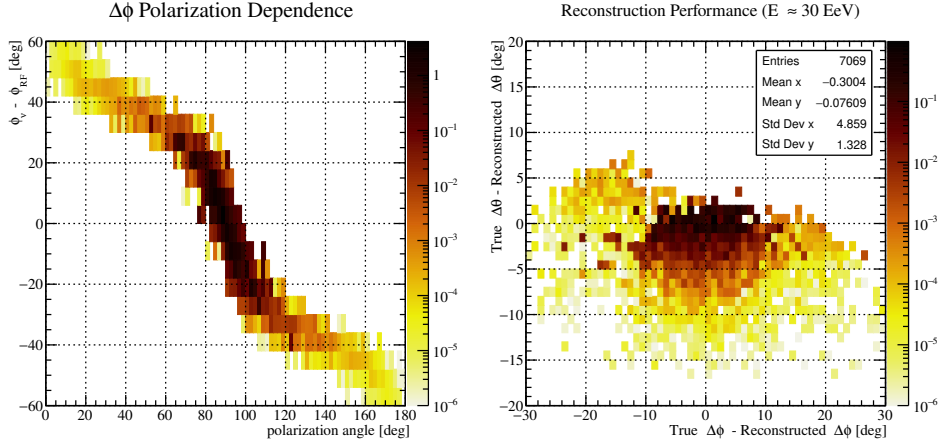 Δϕ Polarization Dependence
ϕᵥ - ϕ_RF [deg]
60
40
20
0
−20
−40
−60
0 20 40 60 80 100 120 140 160 180
polarization angle [deg]
1
10⁻¹
10⁻²
10⁻³
10⁻⁴
10⁻⁵
10⁻⁶
Reconstruction Performance (E ≈ 30 EeV)
True Δθ - Reconstructed Δθ [deg]
20
15
10
5
0
−5
−10
−15
−20
−30 −20 −10 0 10 20 30
True Δϕ - Reconstructed Δϕ [deg]
Entries 7069
Mean x −0.3004
Mean y −0.07609
Std Dev x 4.859
Std Dev y 1.328
10⁻¹
10⁻²
10⁻³
10⁻⁴
10⁻⁵
10⁻⁶